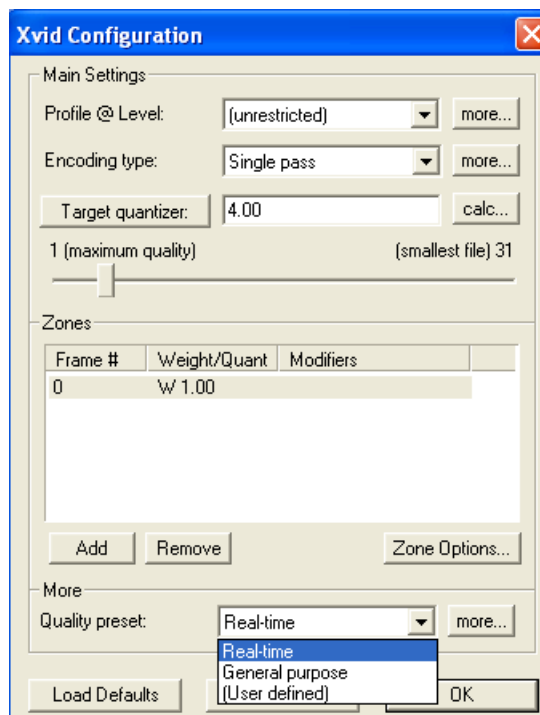 Xvid Configuration
Main Settings
Profile @ Level: (unrestricted) more...
Encoding type: Single pass more...
Target quantizer: 4.00 calc...
1 (maximum quality) (smallest file) 31
Zones
Frame # Weight/Quant Modifiers
0 W 1.00
Add Remove Zone Options...
More
Quality preset: Real-time more...
Real-time
General purpose
(User defined)
Load Defaults OK